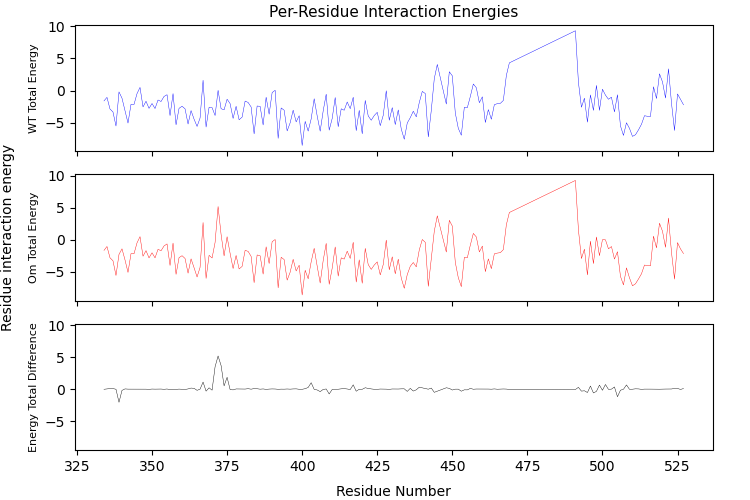 Per-Residue Interaction Energies
Residue interaction energy
WT Total Energy
10
5
0
−5
Om Total Energy
10
5
0
−5
Energy Total Difference
10
5
0
−5
325 350 375 400 425 450 475 500 525
Residue Number